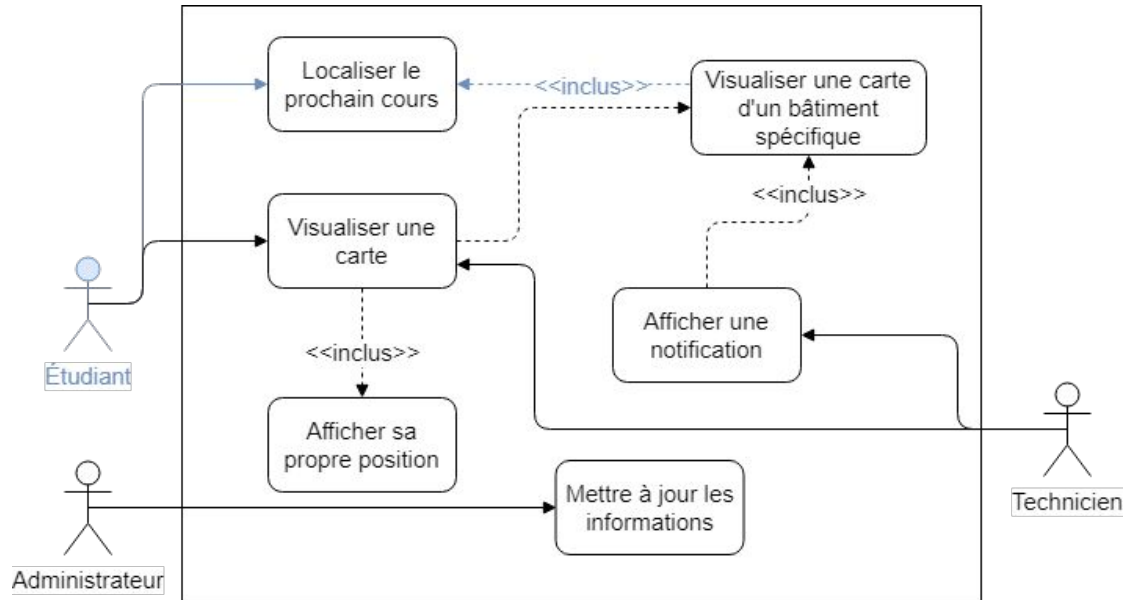 Localiser le
prochain cours
<<inclus>>
Visualiser une carte
d'un bâtiment
spécifique
<<inclus>>
Visualiser une
carte
Afficher une
notification
<<inclus>>
Étudiant
Afficher sa
propre position
Mettre à jour les
informations
Technicien
Administrateur